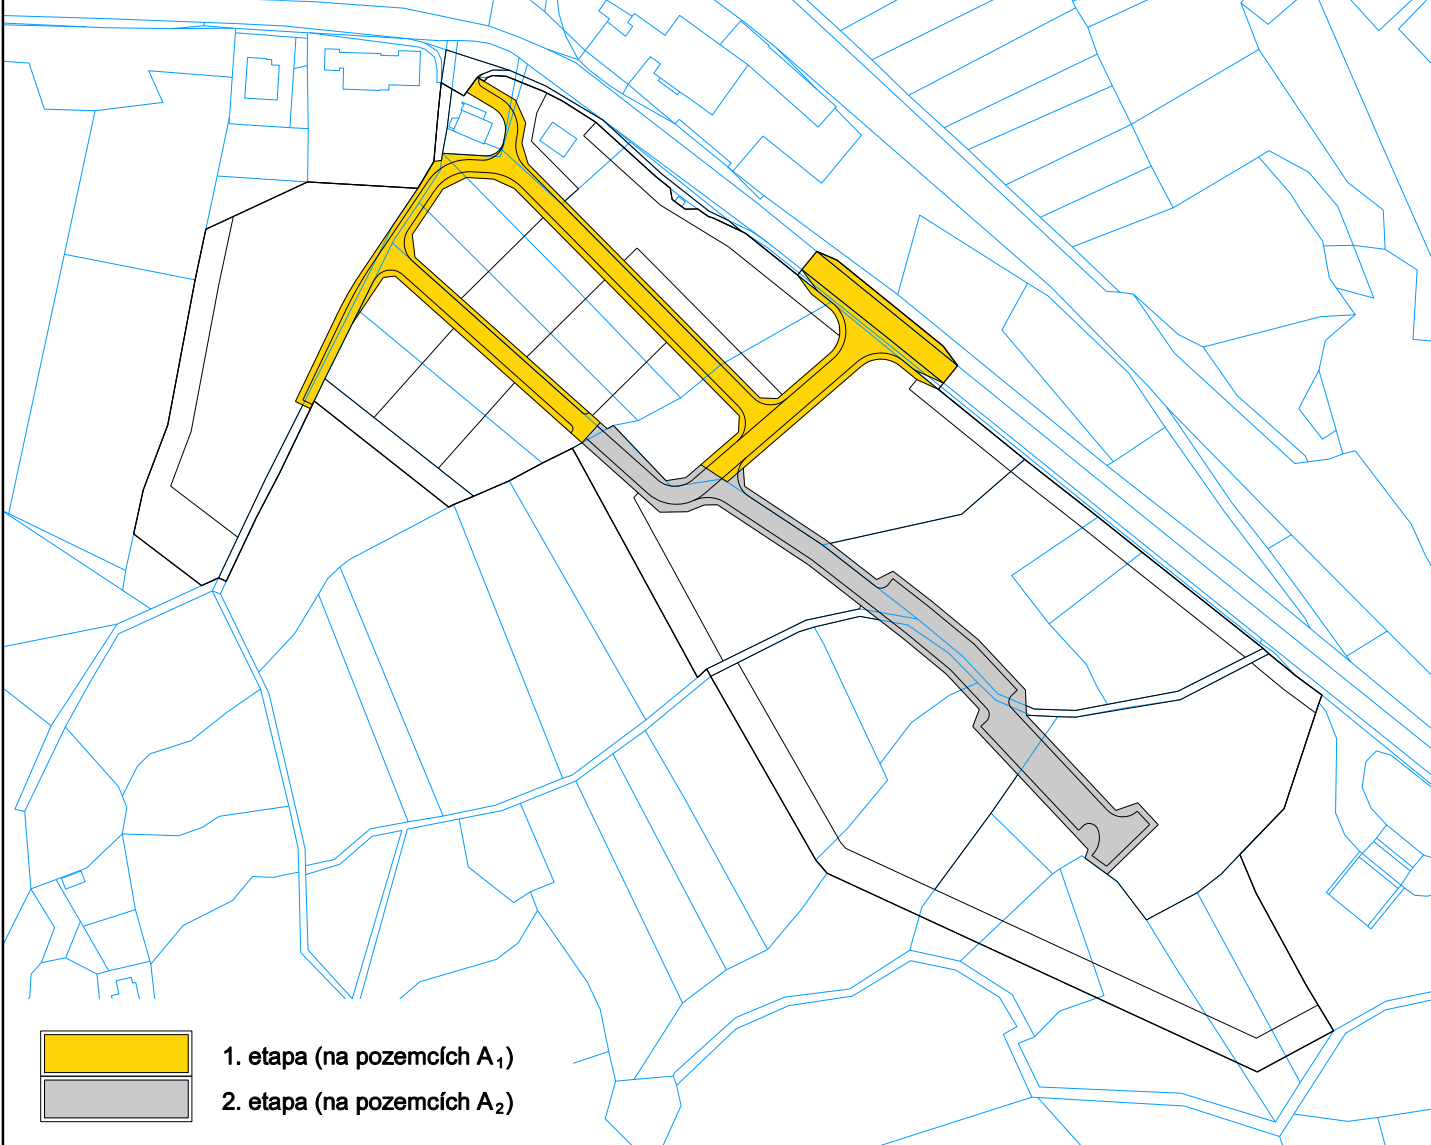 1. etapa (na pozemcích A₁)
2. etapa (na pozemcích A₂)